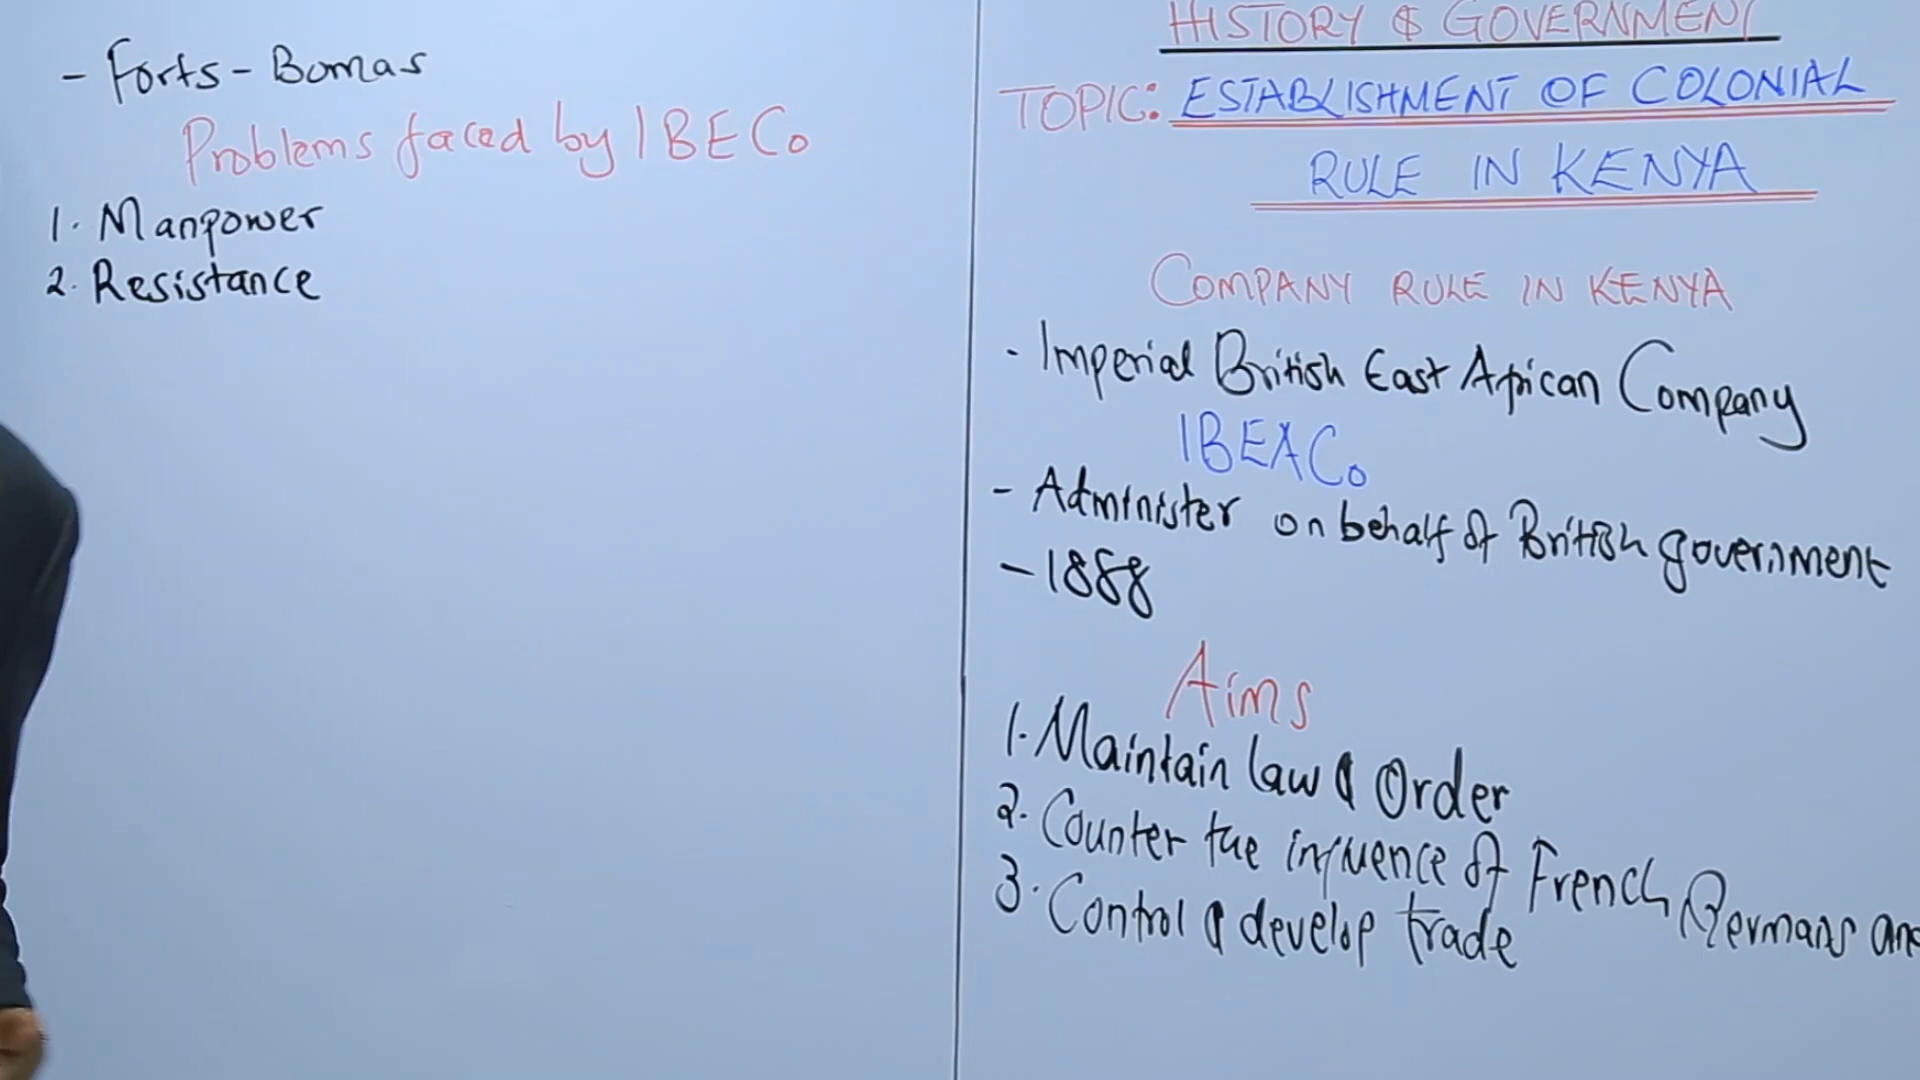 - Forts - Bomas
Problems faced by IBECo
1. Manpower
2. Resistance
HISTORY & GOVERNMENT
TOPIC: ESTABLISHMENT OF COLONIAL
RULE IN KENYA
COMPANY RULE IN KENYA
- Imperial British East African Company
IBEACo
- Administer on behalf of British government
- 1888
Aims
1. Maintain law & Order
2. Counter the influence of French Germans and
3. Control & develop trade